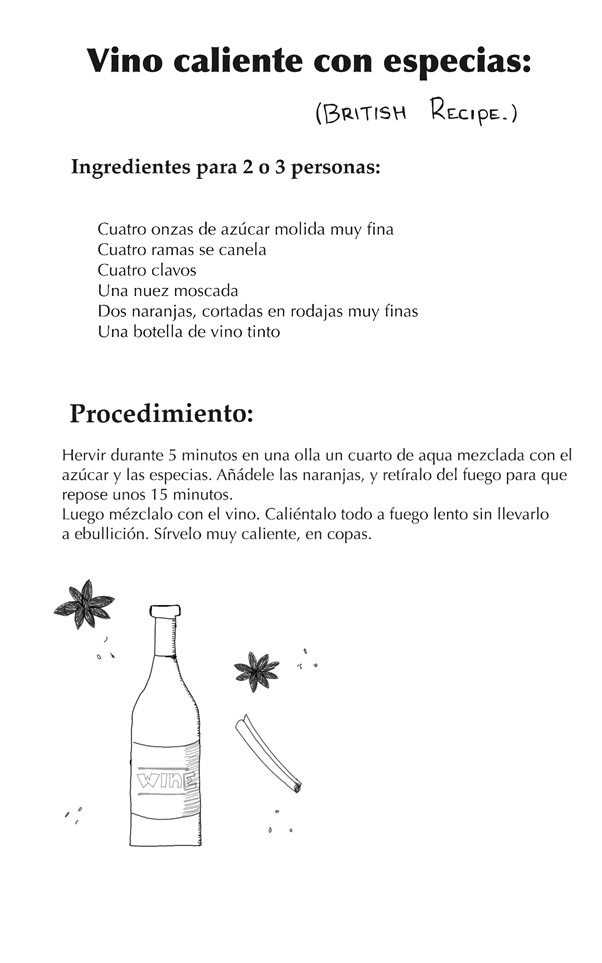 Vino caliente con especias:
(BRITISH RECIPE.)
Ingredientes para 2 o 3 personas:
Cuatro onzas de azúcar molida muy fina
Cuatro ramas se canela
Cuatro clavos
Una nuez moscada
Dos naranjas, cortadas en rodajas muy finas
Una botella de vino tinto
Procedimiento:
Hervir durante 5 minutos en una olla un cuarto de aqua mezclada con el
azúcar y las especias. Añádele las naranjas, y retíralo del fuego para que
repose unos 15 minutos.
Luego mézclalo con el vino. Caliéntalo todo a fuego lento sin llevarlo
a ebullición. Sírvelo muy caliente, en copas.
WINE